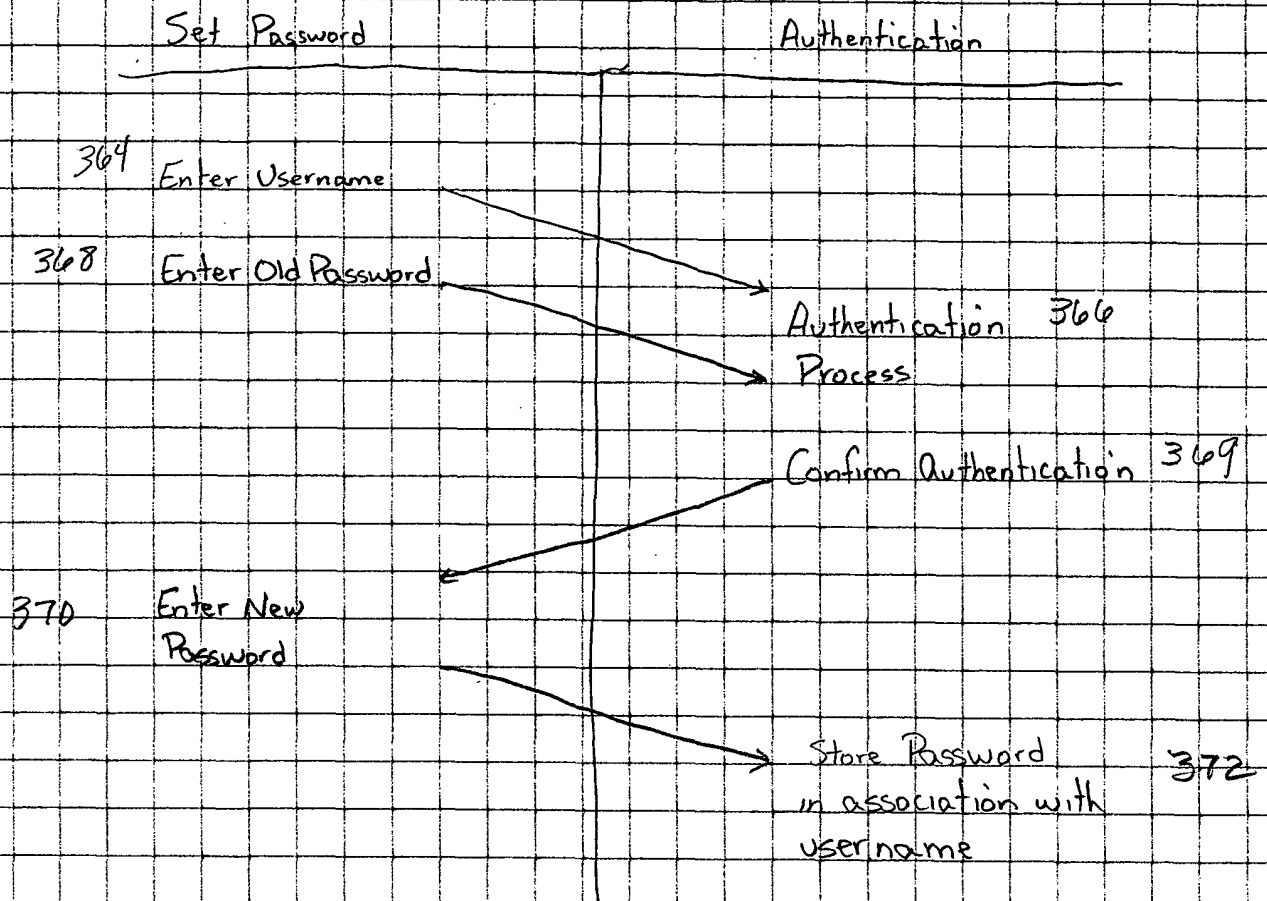 Set Password Authentication
364 Enter Username
368 Enter Old Password
Authentication 366
Process
Confirm Authentication 369
370 Enter New
Password
Store Password 372
in association with
username